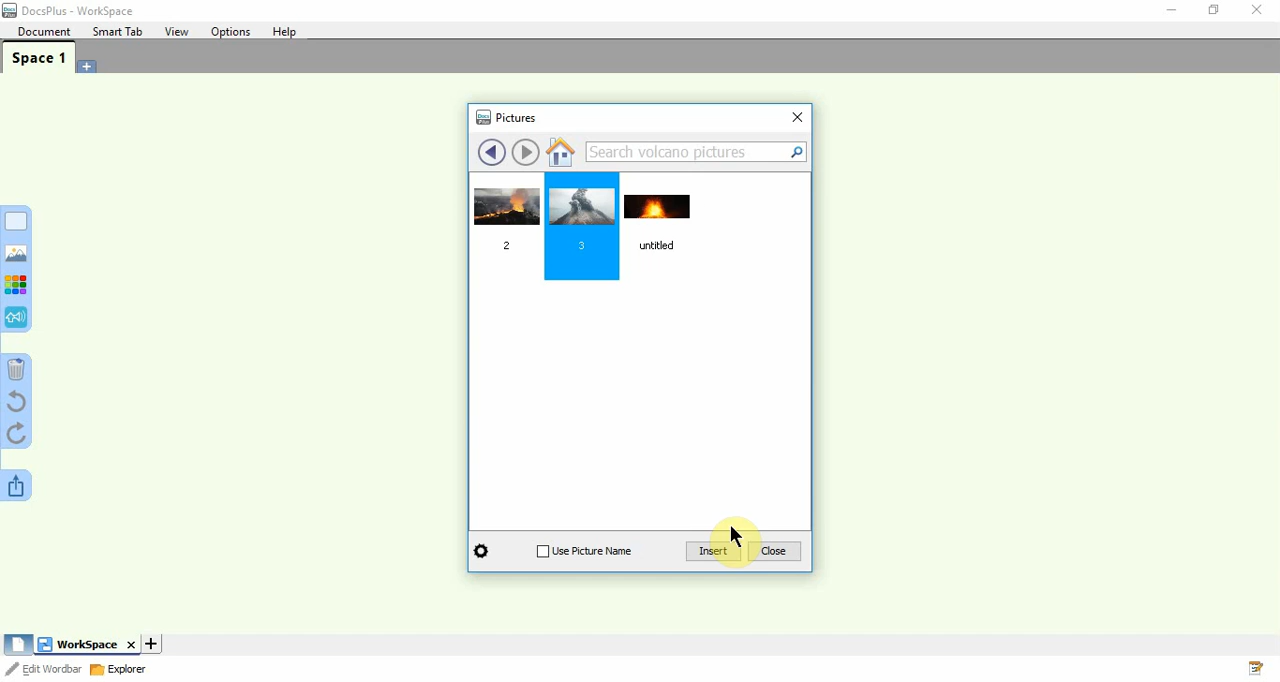 DocsPlus - WorkSpace
Document Smart Tab View Options Help
Space 1
Pictures
Search volcano pictures
2 3 untitled
Use Picture Name Insert Close
WorkSpace
Edit Wordbar Explorer